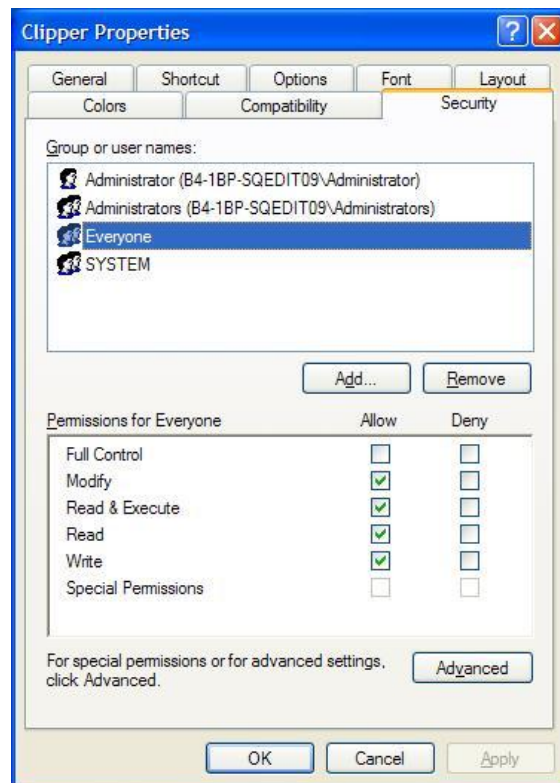 Clipper Properties
General Shortcut Options Font Layout
Colors Compatibility Security
Group or user names:
Administrator (B4-1BP-SQEDIT09\Administrator)
Administrators (B4-1BP-SQEDIT09\Administrators)
Everyone
SYSTEM
Add... Remove
Permissions for Everyone Allow Deny
Full Control
Modify
Read & Execute
Read
Write
Special Permissions
For special permissions or for advanced settings,
click Advanced.
Advanced
OK Cancel Apply